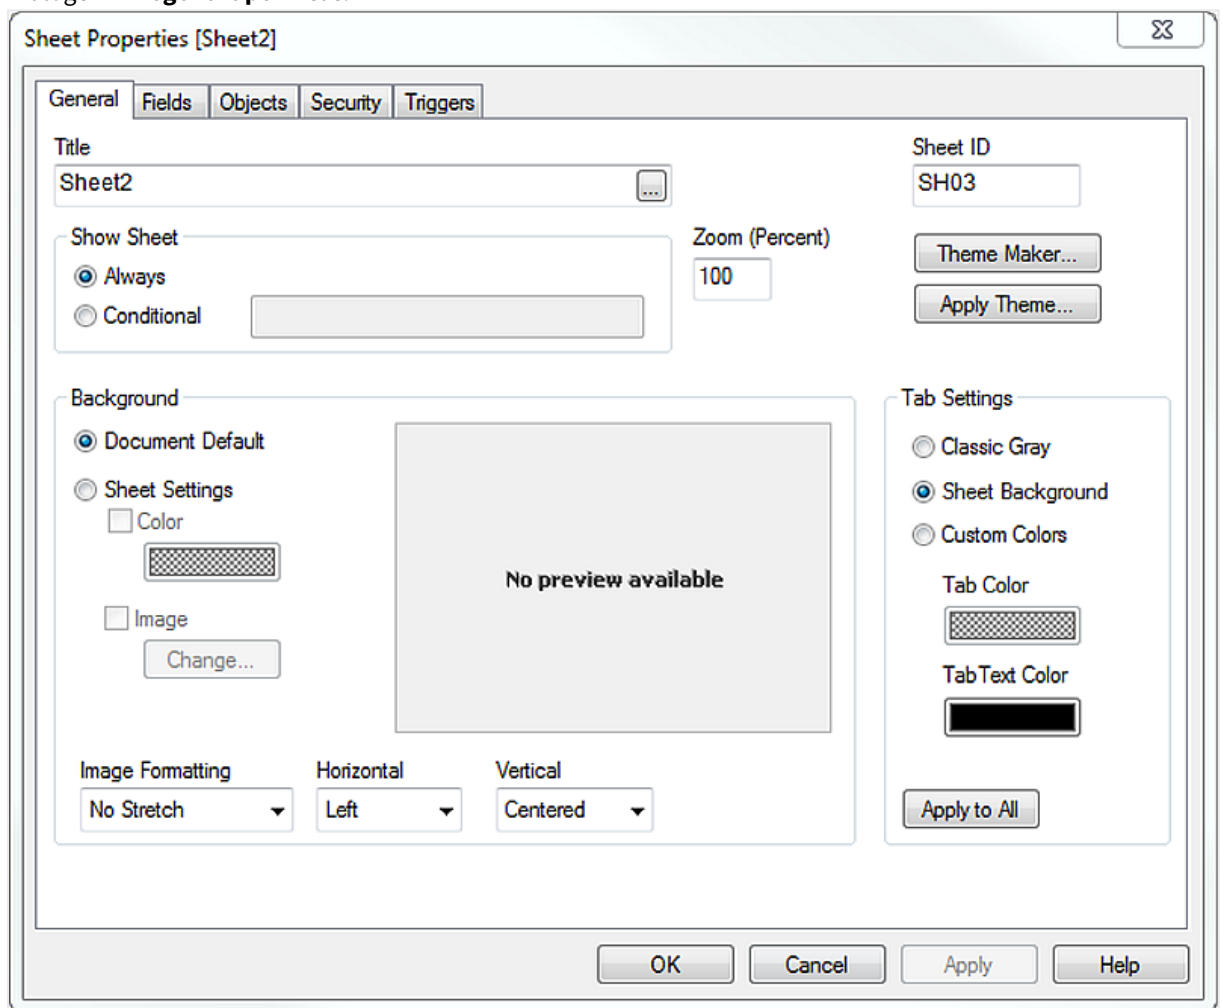 Sheet Properties [Sheet2]
General Fields Objects Security Triggers
Title
Sheet2
...
Sheet ID
SH03
Show Sheet
Always
Conditional
Zoom (Percent)
100
Theme Maker...
Apply Theme...
Background
Document Default
Sheet Settings
Color
Image
Change...
No preview available
Image Formatting
No Stretch
Horizontal
Left
Vertical
Centered
Tab Settings
Classic Gray
Sheet Background
Custom Colors
Tab Color
Tab Text Color
Apply to All
OK Cancel Apply Help